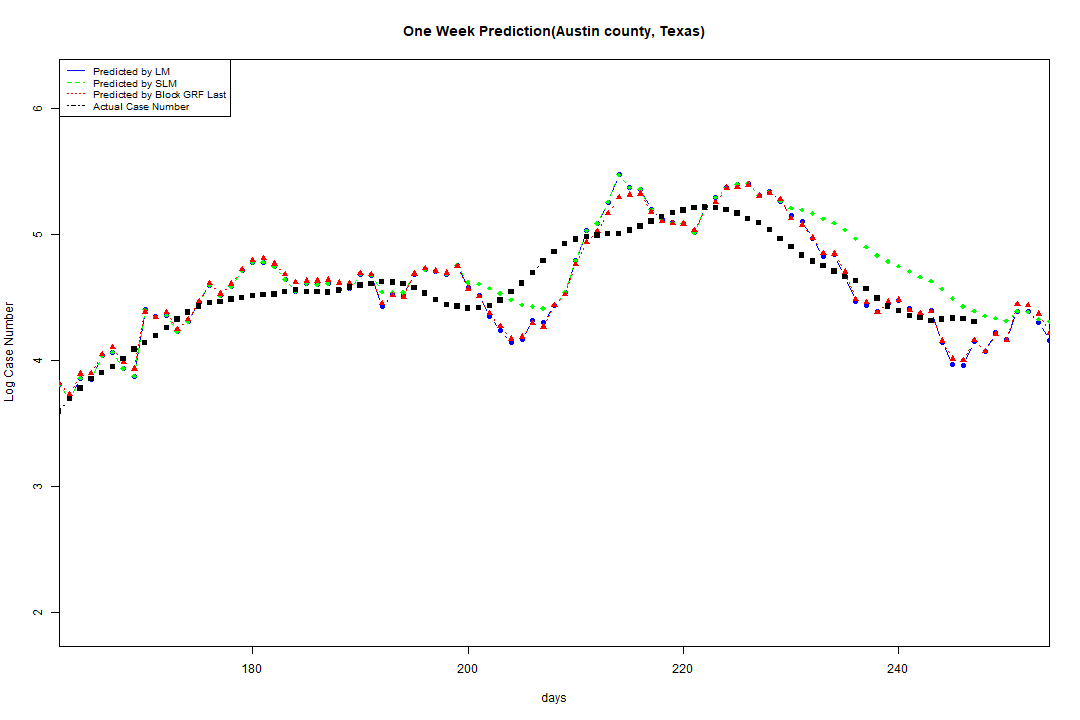 One Week Prediction(Austin county, Texas)
Predicted by LM
Predicted by SLM
Predicted by Block GRF Last
Actual Case Number
6
5
4
3
2
Log Case Number
180
200
220
240
days